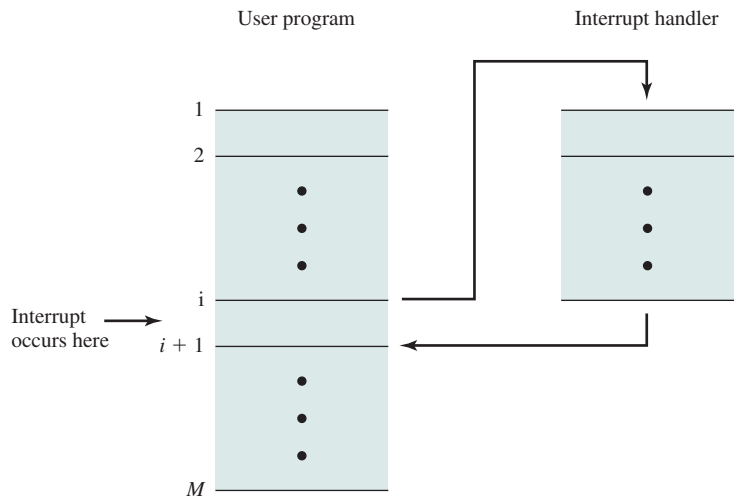 User program
Interrupt handler
1
2
i
Interrupt
occurs here
i + 1
M